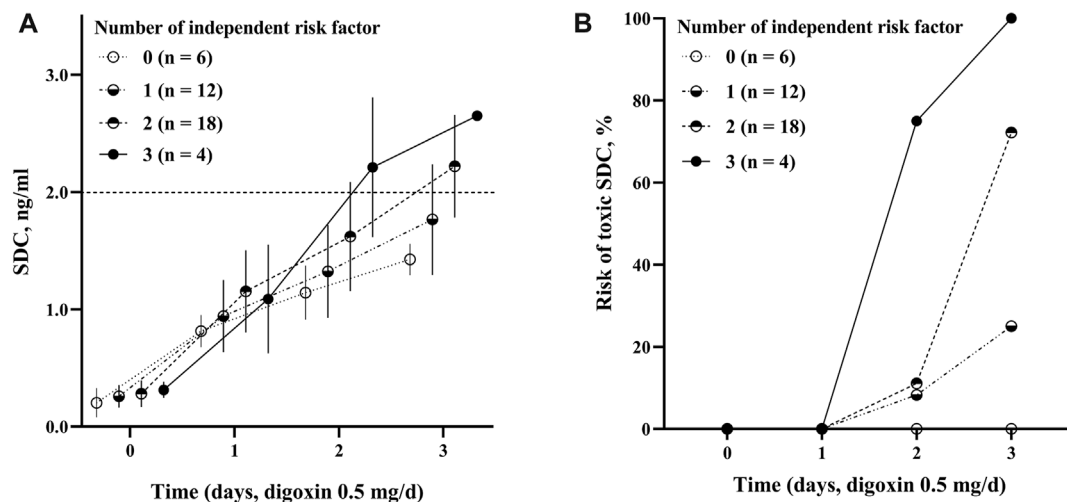 A
Number of independent risk factor
0 (n = 6)
1 (n = 12)
2 (n = 18)
3 (n = 4)
3.0
2.0
1.0
0.0
SDC, ng/ml
0 1 2 3
Time (days, digoxin 0.5 mg/d)
B
Number of independent risk factor
0 (n = 6)
1 (n = 12)
2 (n = 18)
3 (n = 4)
100
80
60
40
20
0
Risk of toxic SDC, %
0 1 2 3
Time (days, digoxin 0.5 mg/d)